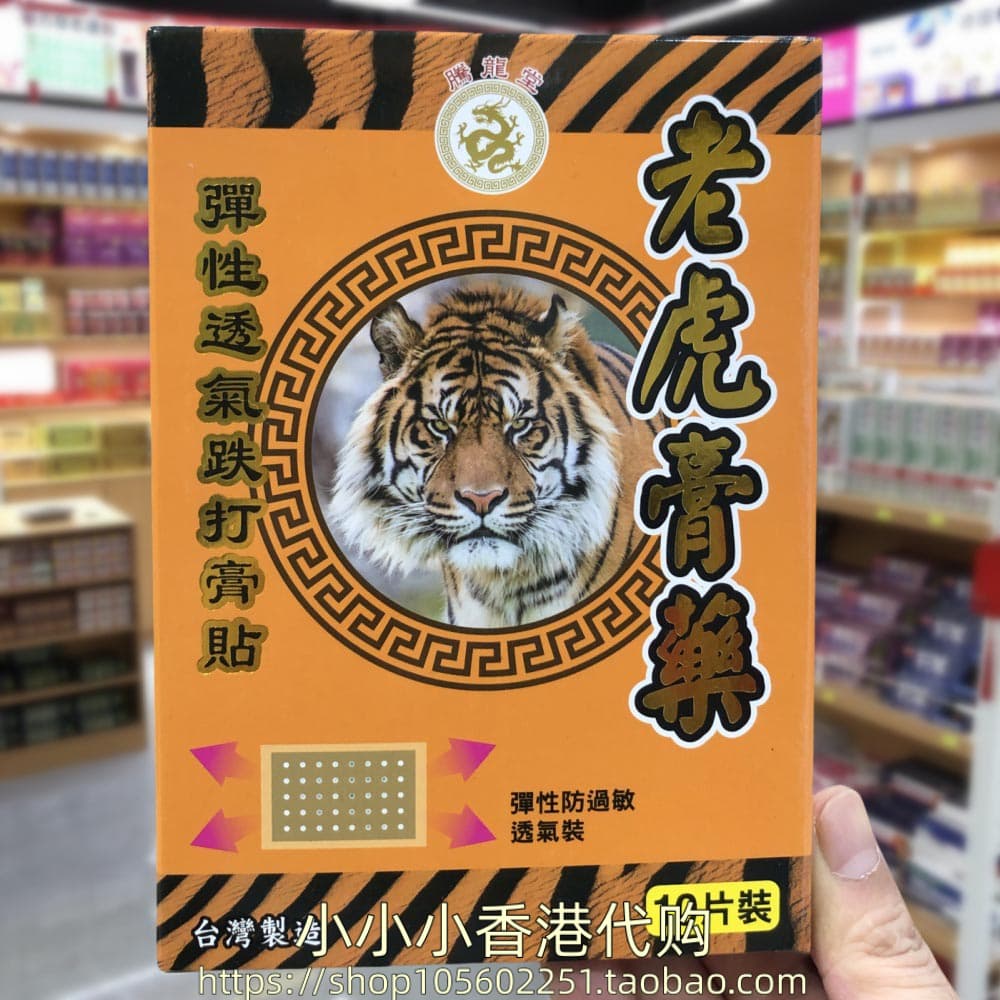 騰龍堂
老虎膏藥
彈性透氣跌打膏貼
彈性防過敏
透氣裝
片裝
台灣製造
小小小香港代购
https://shop105602251.taobao.com